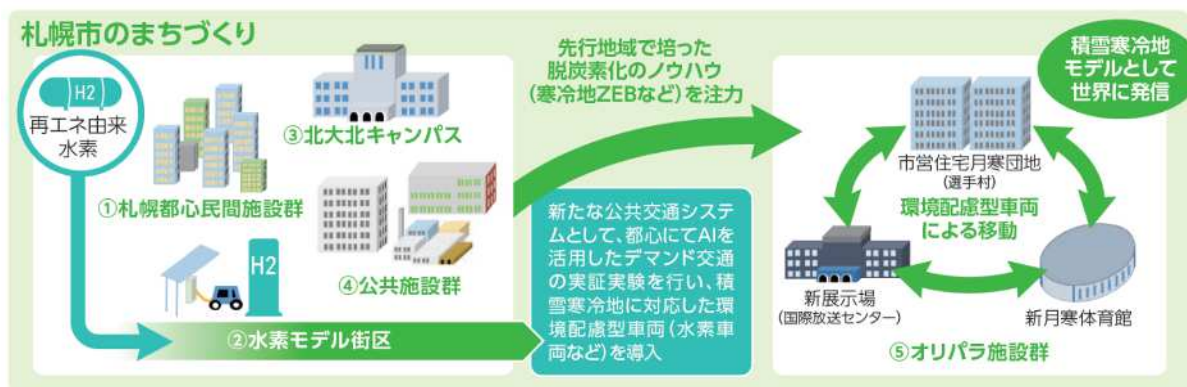 札幌市のまちづくり
H2
再エネ由来
水素
③北大北キャンパス
①札幌都心民間施設群
④公共施設群
H2
②水素モデル街区
先行地域で培った
脱炭素化のノウハウ
(寒冷地ZEBなど)を注力
新たな公共交通システ
ムとして、都心にてAIを
活用したデマンド交通
の実証実験を行い、積
雪寒冷地に対応した環
境配慮型車両(水素車
両など)を導入
積雪寒冷地
モデルとして
世界に発信
市営住宅月寒団地
(選手村)
環境配慮型車両
による移動
新展示場
(国際放送センター)
新月寒体育館
⑤オリパラ施設群